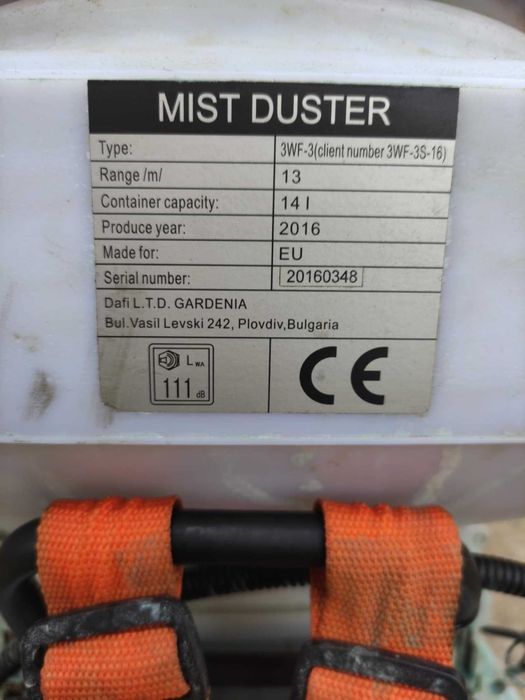 MIST DUSTER
Type: 3WF-3(client number 3WF-3S-16)
Range /m/ 13
Container capacity: 14 l
Produce year: 2016
Made for: EU
Serial number: 20160348
Dafi L.T.D. GARDENIA
Bul.Vasil Levski 242, Plovdiv,Bulgaria
LWA
111 dB
CE